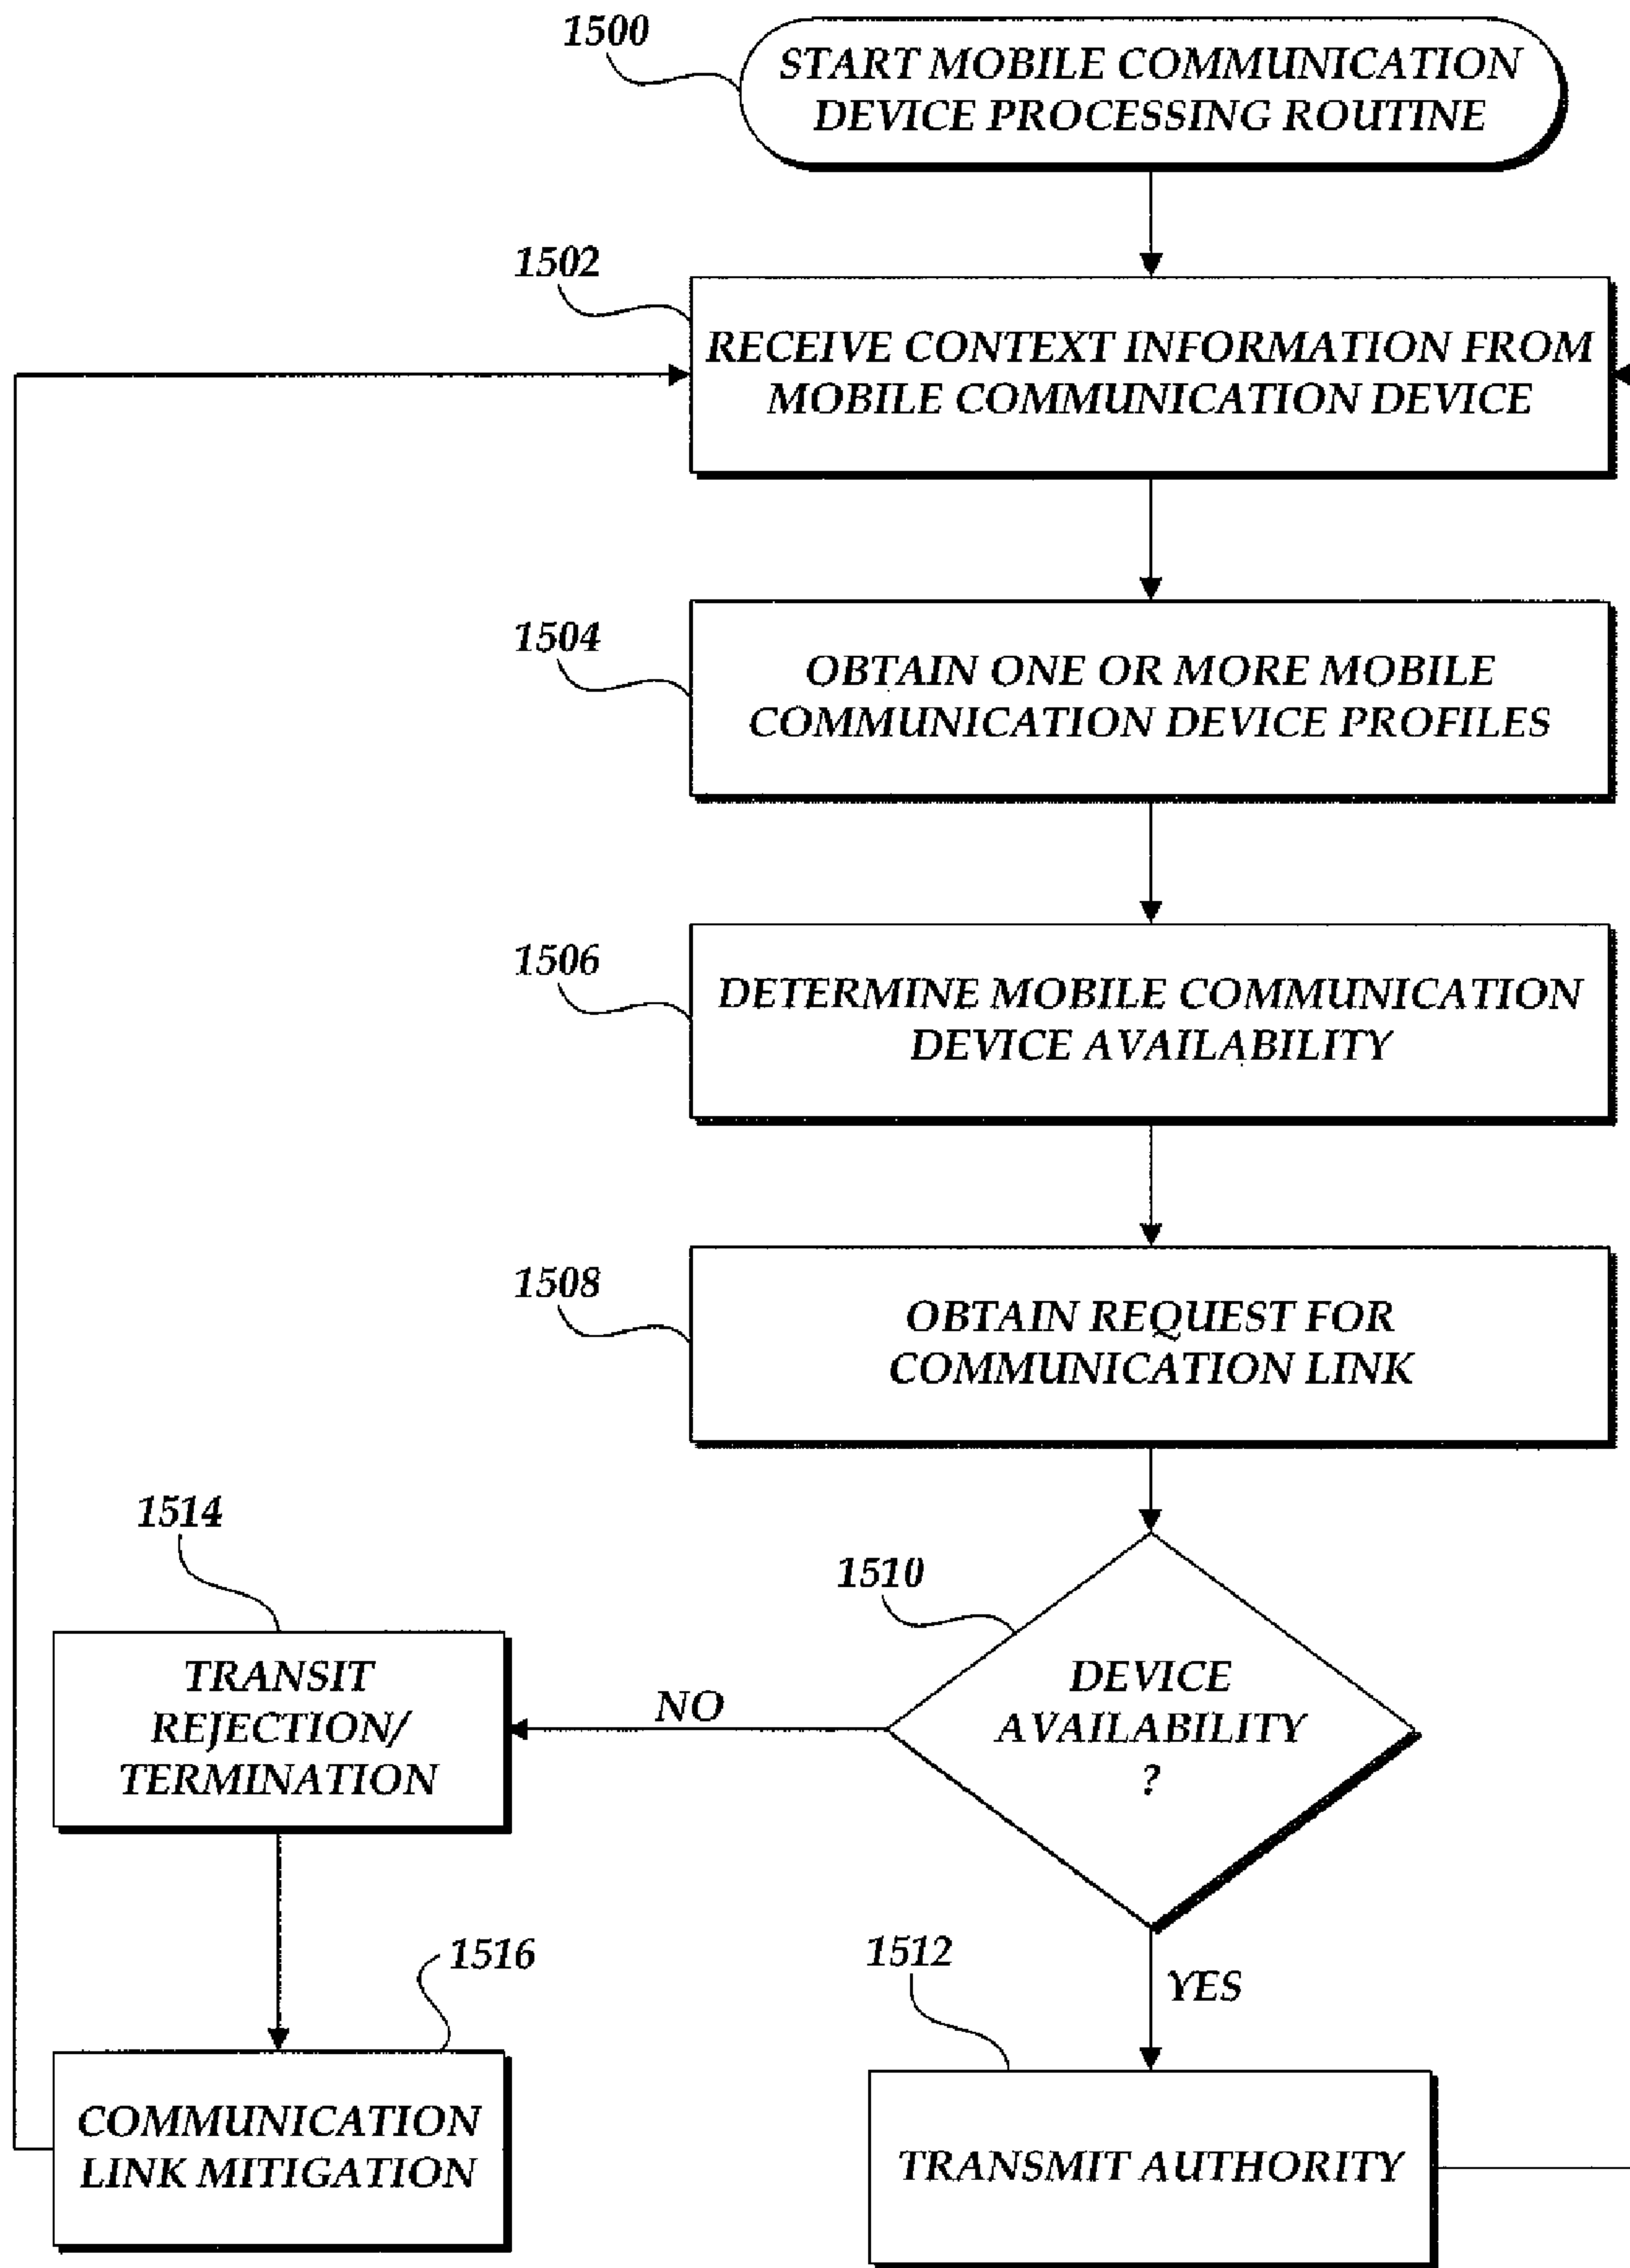 1500
START MOBILE COMMUNICATION
DEVICE PROCESSING ROUTINE
1502
RECEIVE CONTEXT INFORMATION FROM
MOBILE COMMUNICATION DEVICE
1504
OBTAIN ONE OR MORE MOBILE
COMMUNICATION DEVICE PROFILES
1506
DETERMINE MOBILE COMMUNICATION
DEVICE AVAILABILITY
1508
OBTAIN REQUEST FOR
COMMUNICATION LINK
1510
DEVICE
AVAILABILITY
?
NO
1514
TRANSIT
REJECTION/
TERMINATION
1516
COMMUNICATION
LINK MITIGATION
YES
1512
TRANSMIT AUTHORITY